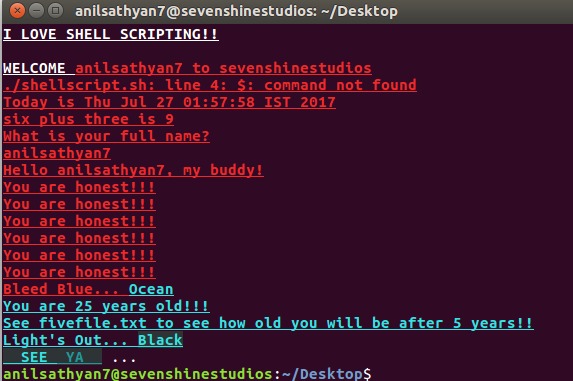 anilsathyan7@sevenshinestudios: ~/Desktop
I LOVE SHELL SCRIPTING!!
WELCOME anilsathyan7 to sevenshinestudios
./shellscript.sh: line 4: $: command not found
Today is Thu Jul 27 01:57:58 IST 2017
six plus three is 9
What is your full name?
anilsathyan7
Hello anilsathyan7, my buddy!
You are honest!!!
You are honest!!!
You are honest!!!
You are honest!!!
You are honest!!!
You are honest!!!
Bleed Blue... Ocean
You are 25 years old!!!
See fivefile.txt to see how old you will be after 5 years!!
Light's Out... Black
SEE YA ...
anilsathyan7@sevenshinestudios:~/Desktop$